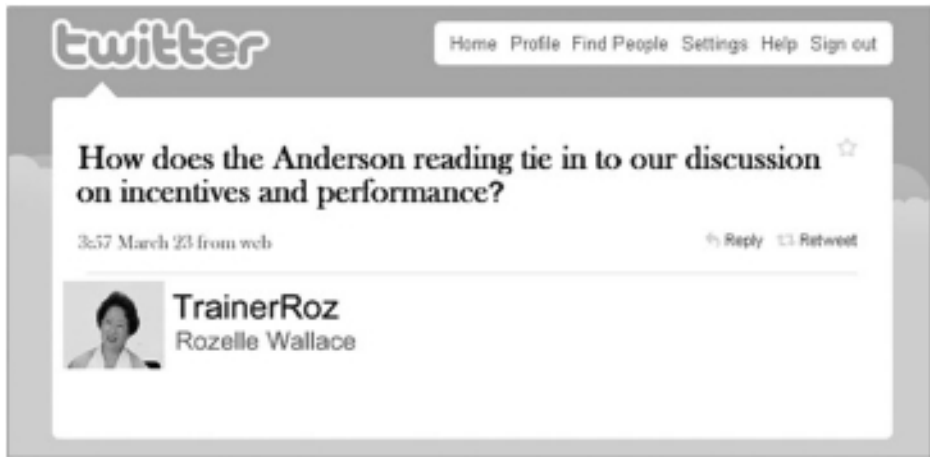 twitter
Home Profile Find People Settings Help Sign out
How does the Anderson reading tie in to our discussion
on incentives and performance?
3:57 March 23 from web
Reply Retweet
TrainerRoz
Rozelle Wallace